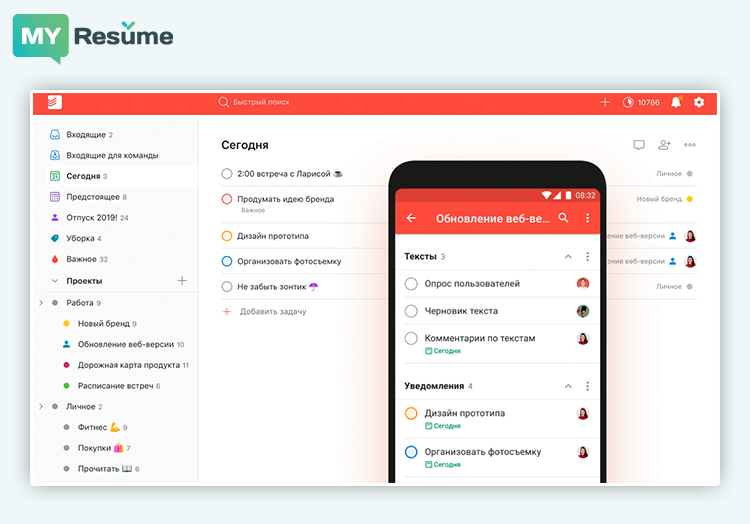 MY Resume
Быстрый поиск
10786
Входящие 2
Входящие для команды
Сегодня 3
Предстоящее 8
Отпуск 2019! 24
Уборка 4
Важное 32
Проекты
Работа 9
Новый бренд 9
Обновление веб-версии 10
Дорожная карта продукта 11
Расписание встреч 6
Личное 2
Фитнес 💪 9
Покупки 🛍️ 7
Прочитать 📖 6
Сегодня
2:00 встреча с Ларисой ☕
Личное
Продумать идею бренда
Важное
Новый бренд
Дизайн прототипа
ение веб-версии
Организовать фотосъемку
ение веб-версии
Не забыть зонтик ☂️
Личное
Добавить задачу
08:32
Обновление веб-ве...
Тексты 3
Опрос пользователей
Черновик текста
Комментарии по текстам
Сегодня
Уведомления 4
Дизайн прототипа
Сегодня
Организовать фотосъемку
Сегодня